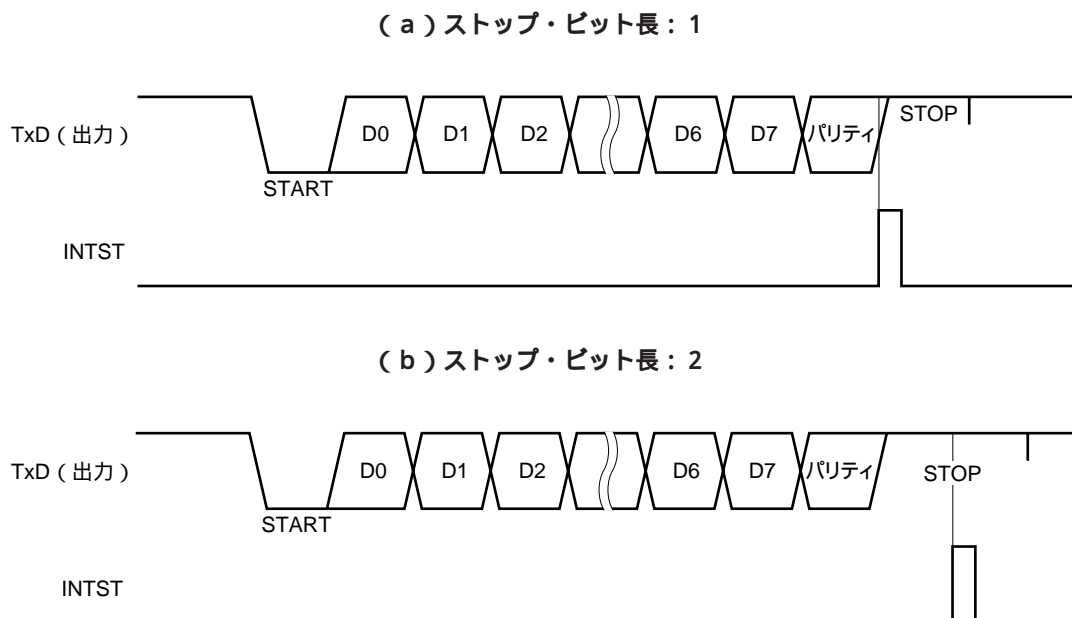 (a)ストップ・ビット長:1
TxD(出力)
D0 D1 D2 D6 D7 パリティ STOP
START
INTST
(b)ストップ・ビット長:2
TxD(出力)
D0 D1 D2 D6 D7 パリティ STOP
START
INTST